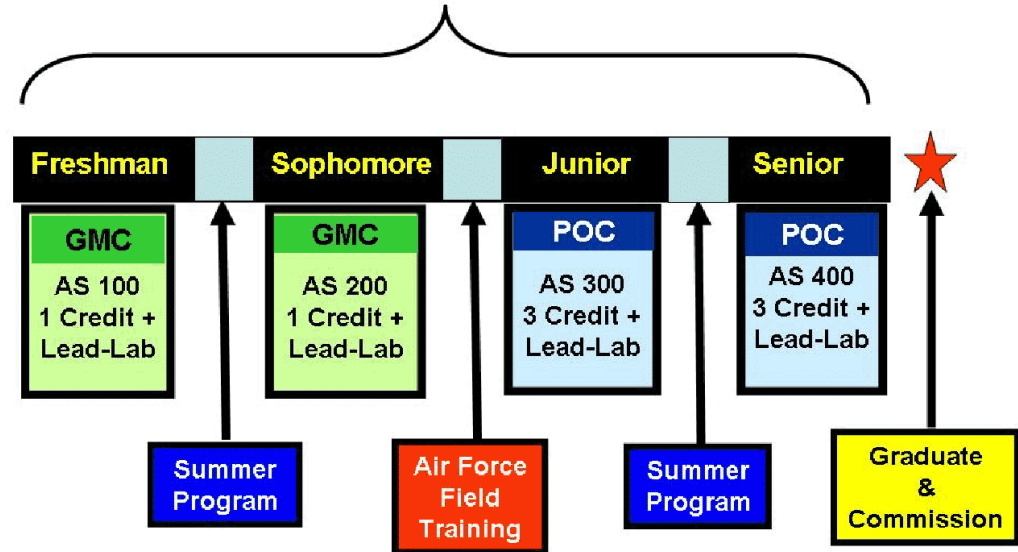 Freshman
Sophomore
Junior
Senior
GMC
AS 100
1 Credit +
Lead-Lab
GMC
AS 200
1 Credit +
Lead-Lab
POC
AS 300
3 Credit +
Lead-Lab
POC
AS 400
3 Credit +
Lead-Lab
Summer
Program
Air Force
Field
Training
Summer
Program
Graduate
&
Commission